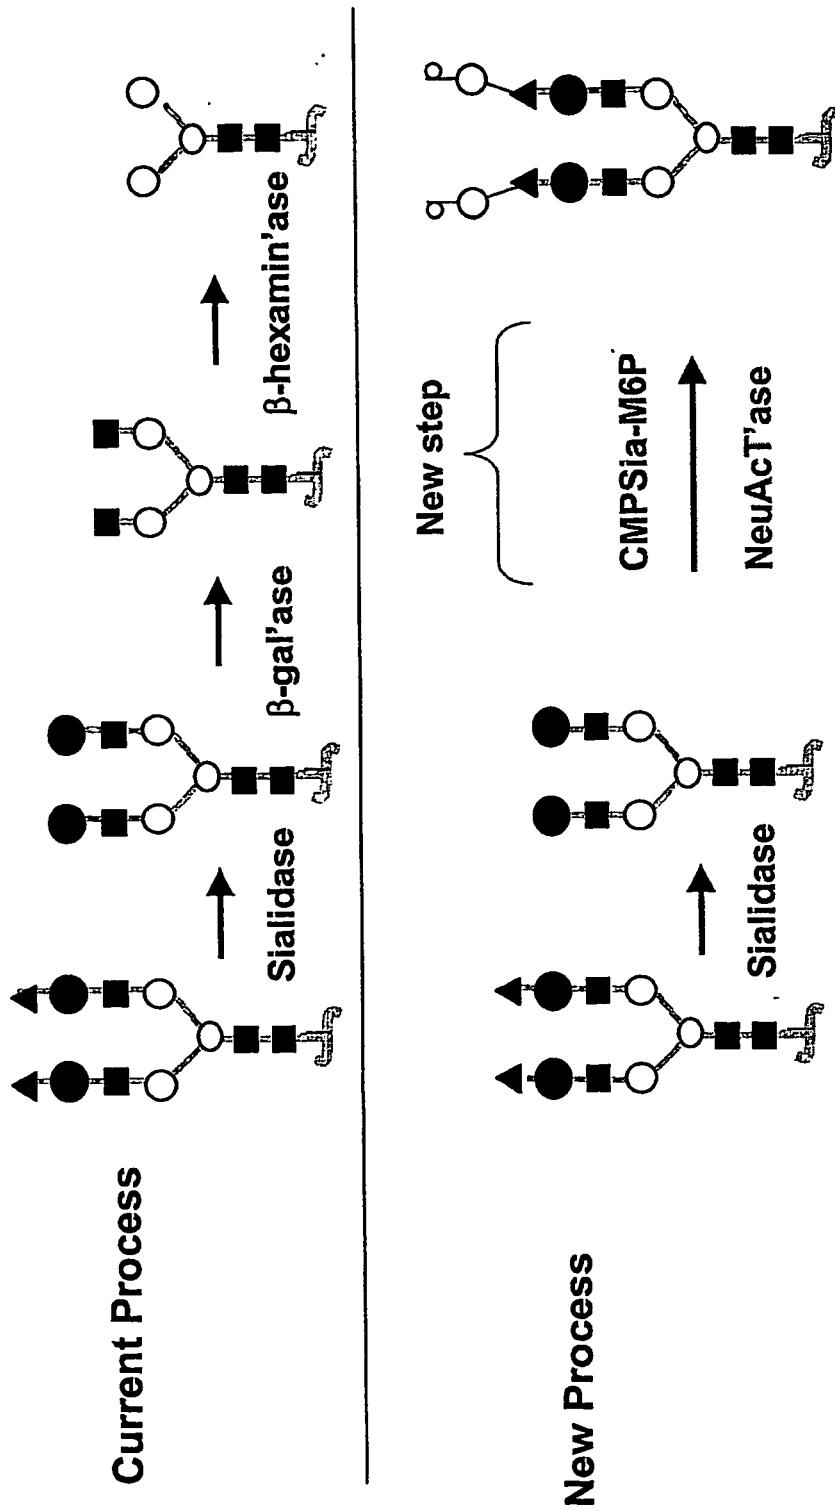 Current Process
Sialidase
β-gal'ase
β-hexamin'ase
New Process
Sialidase
New step
CMPSia-M6P
NeuAcT'ase